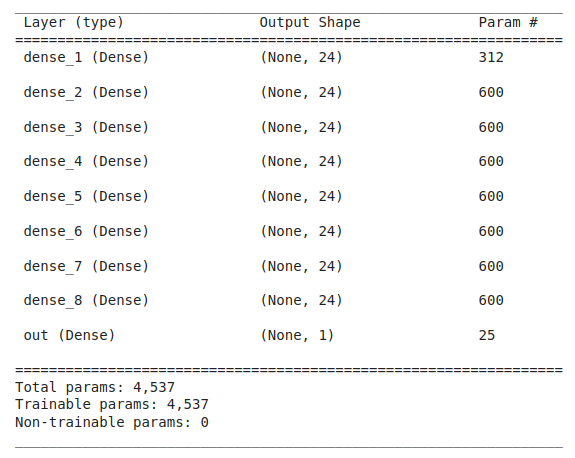 Layer (type) Output Shape Param #
=================================================================
dense_1 (Dense) (None, 24) 312
dense_2 (Dense) (None, 24) 600
dense_3 (Dense) (None, 24) 600
dense_4 (Dense) (None, 24) 600
dense_5 (Dense) (None, 24) 600
dense_6 (Dense) (None, 24) 600
dense_7 (Dense) (None, 24) 600
dense_8 (Dense) (None, 24) 600
out (Dense) (None, 1) 25
=================================================================
Total params: 4,537
Trainable params: 4,537
Non-trainable params: 0